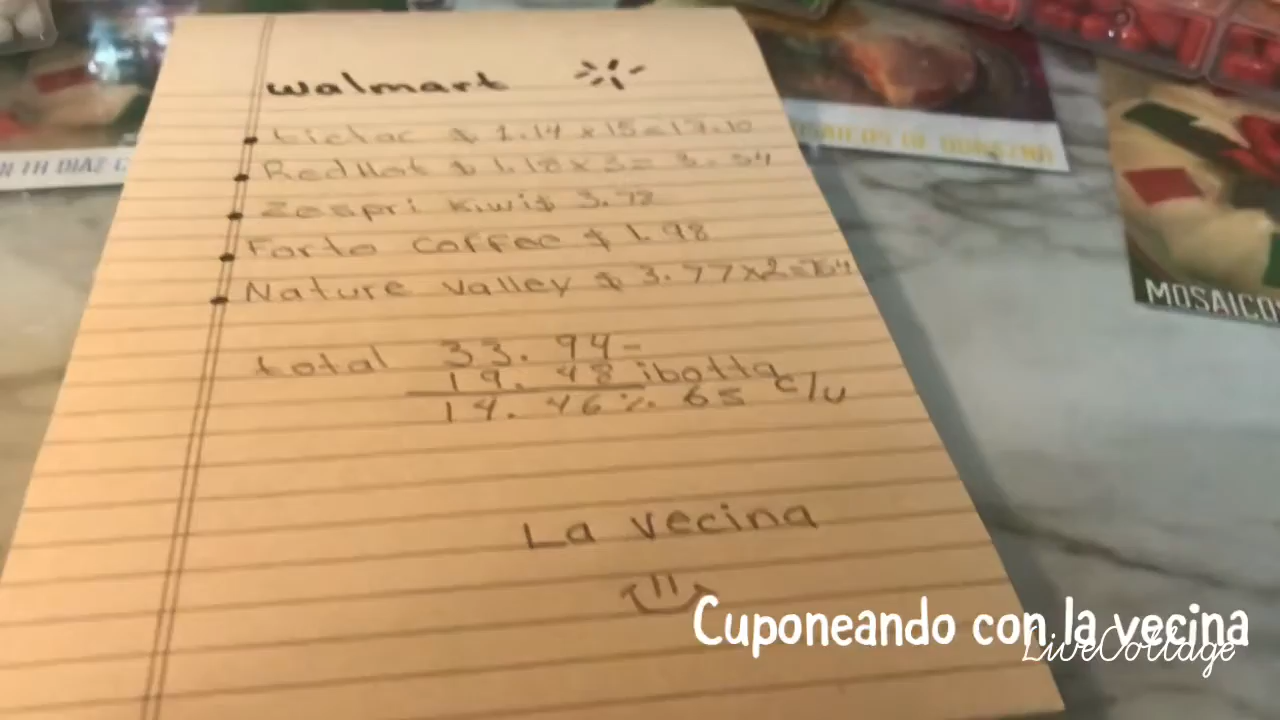 walmart
tictac $ 1.14 x 15 = 17.10
RedHot $ 1.18 x 3 = 3.54
Zespri Kiwi $ 3.78
Forto Coffee $ 1.98
Nature Valley $ 3.77 x 2 = 7.54
total 33.94 -
19.48 ibotta
14.46 % 65 c/u
La Vecina
Cuponeando con la vecina
LiveCollage
MOSAICO